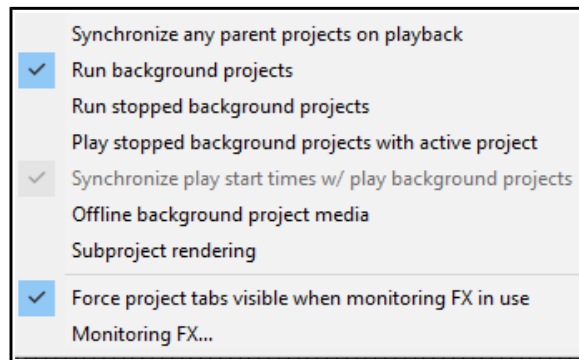 Synchronize any parent projects on playback
Run background projects
Run stopped background projects
Play stopped background projects with active project
Synchronize play start times w/ play background projects
Offline background project media
Subproject rendering
Force project tabs visible when monitoring FX in use
Monitoring FX...